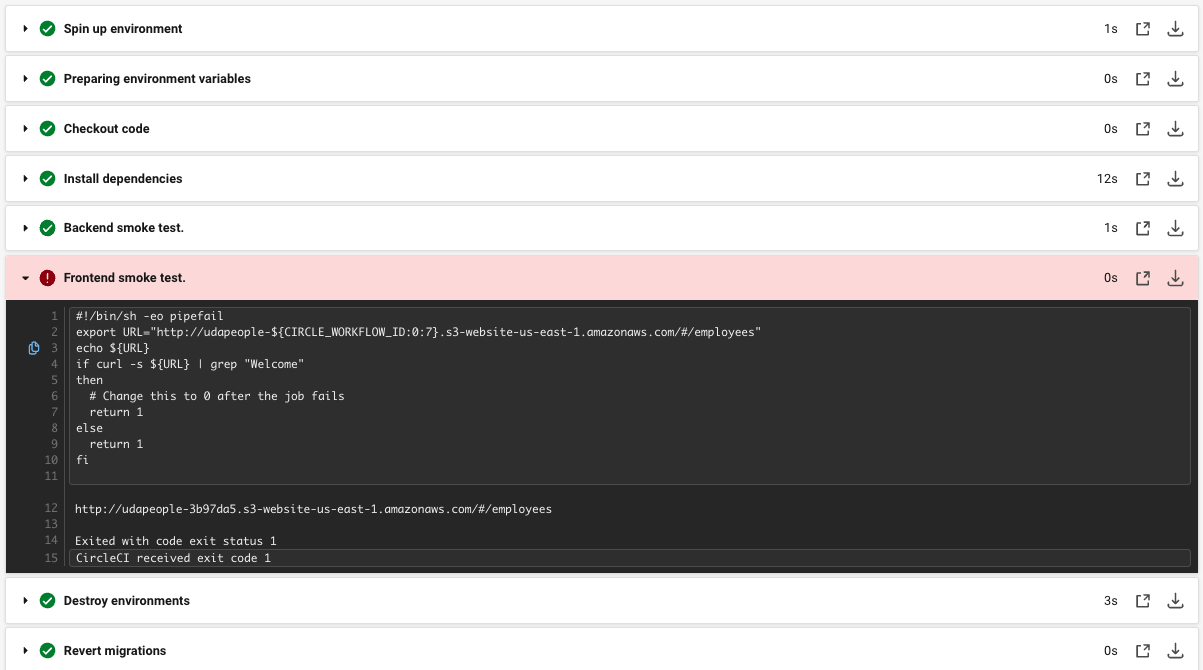 Spin up environment 1s
Preparing environment variables 0s
Checkout code 0s
Install dependencies 12s
Backend smoke test. 1s
Frontend smoke test. 0s
1 #!/bin/sh -eo pipefail
2 export URL="http://udapeople-${CIRCLE_WORKFLOW_ID:0:7}.s3-website-us-east-1.amazonaws.com/#/employees"
3 echo ${URL}
4 if curl -s ${URL} | grep "Welcome"
5 then
6   # Change this to 0 after the job fails
7   return 1
8 else
9   return 1
10 fi
11
12 http://udapeople-3b97da5.s3-website-us-east-1.amazonaws.com/#/employees
13
14 Exited with code exit status 1
15 CircleCI received exit code 1
Destroy environments 3s
Revert migrations 0s